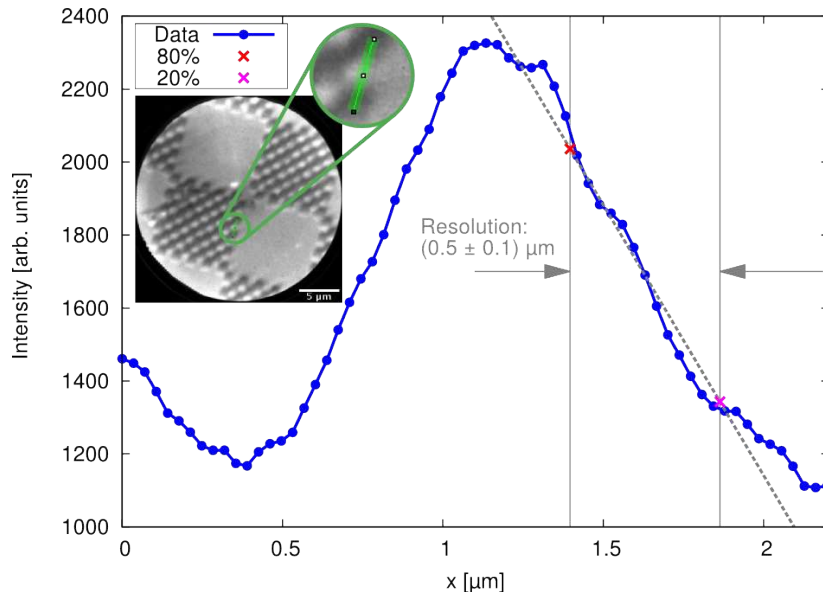 Data
80%
20%
5 µm
Resolution:
(0.5 ± 0.1) µm
Intensity [arb. units]
2400
2200
2000
1800
1600
1400
1200
1000
0
0.5
1
1.5
2
x [µm]